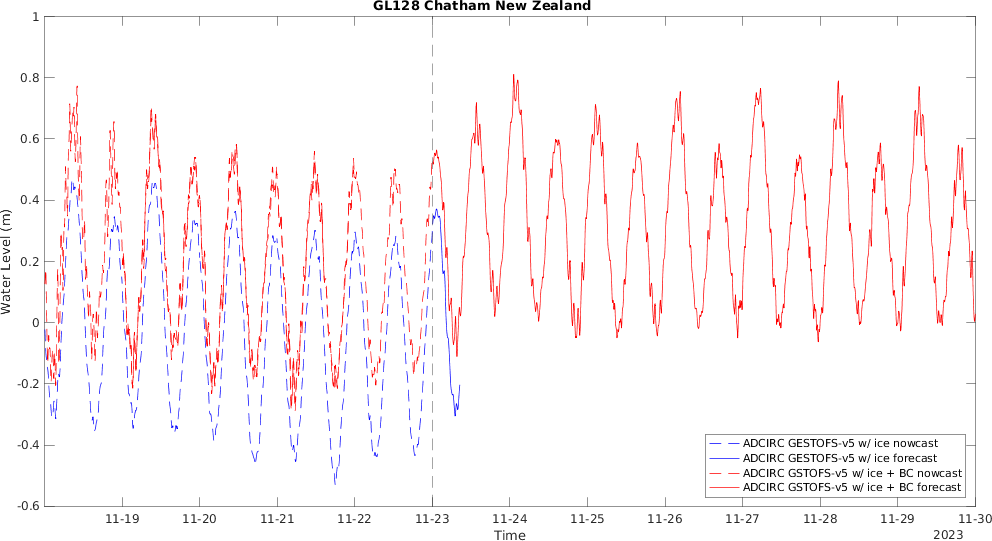 GL128 Chatham New Zealand
1
0.8
0.6
0.4
0.2
0
-0.2
-0.4
-0.6
Water Level (m)
11-19 11-20 11-21 11-22 11-23 11-24 11-25 11-26 11-27 11-28 11-29 11-30
Time
2023
ADCIRC GESTOFS-v5 w/ ice nowcast
ADCIRC GESTOFS-v5 w/ ice forecast
ADCIRC GSTOFS-v5 w/ ice + BC nowcast
ADCIRC GSTOFS-v5 w/ ice + BC forecast